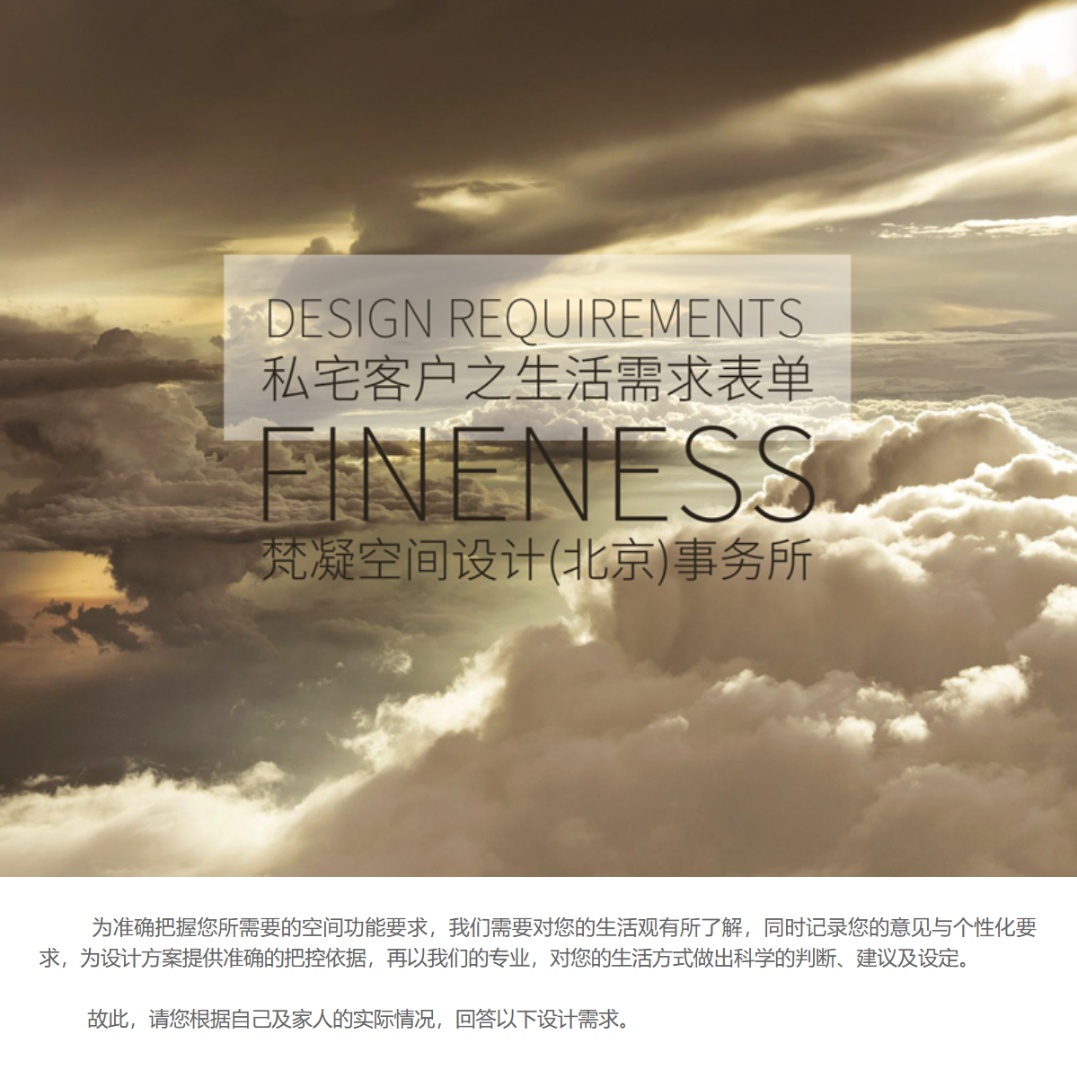 DESIGN REQUIREMENTS
私宅客户之生活需求表单
FINENESS
梵凝空间设计(北京)事务所
为准确把握您所需要的空间功能要求，我们需要对您的生活观有所了解，同时记录您的意见与个性化要
求，为设计方案提供准确的把控依据，再以我们的专业，对您的生活方式做出科学的判断、建议及设定。
故此，请您根据自己及家人的实际情况，回答以下设计需求。